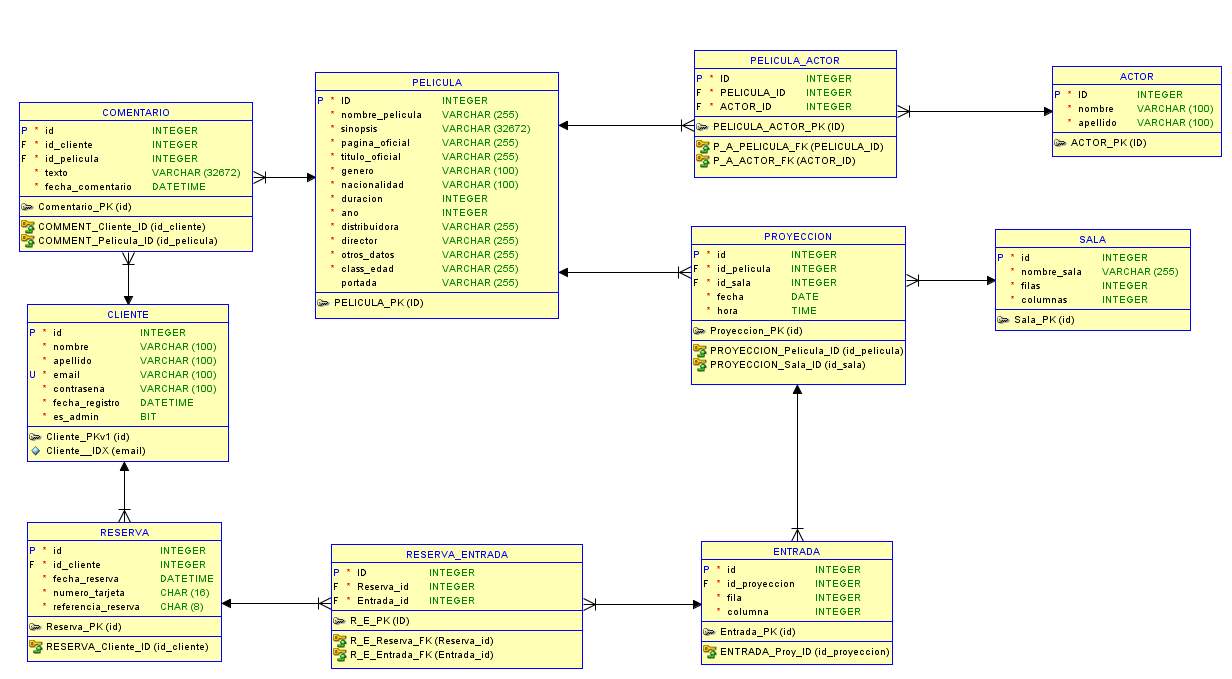 COMENTARIO
P * id INTEGER
F * id_cliente INTEGER
F * id_pelicula INTEGER
* texto VARCHAR (32672)
* fecha_comentario DATETIME
Comentario_PK (id)
COMMENT_Cliente_ID (id_cliente)
COMMENT_Pelicula_ID (id_pelicula)
PELICULA
P * ID INTEGER
* nombre_pelicula VARCHAR (255)
* sinopsis VARCHAR (32672)
* pagina_oficial VARCHAR (255)
* titulo_oficial VARCHAR (255)
* genero VARCHAR (100)
* nacionalidad VARCHAR (100)
* duracion INTEGER
* ano INTEGER
* distribuidora VARCHAR (255)
* director VARCHAR (255)
* otros_datos VARCHAR (255)
* class_edad VARCHAR (255)
portada VARCHAR (255)
PELICULA_PK (ID)
PELICULA_ACTOR
P * ID INTEGER
F * PELICULA_ID INTEGER
F * ACTOR_ID INTEGER
PELICULA_ACTOR_PK (ID)
P_A_PELICULA_FK (PELICULA_ID)
P_A_ACTOR_FK (ACTOR_ID)
ACTOR
P * ID INTEGER
* nombre VARCHAR (100)
* apellido VARCHAR (100)
ACTOR_PK (ID)
PROYECCION
P * id INTEGER
F * id_pelicula INTEGER
F * id_sala INTEGER
* fecha DATE
* hora TIME
Proyeccion_PK (id)
PROYECCION_Pelicula_ID (id_pelicula)
PROYECCION_Sala_ID (id_sala)
SALA
P * id INTEGER
* nombre_sala VARCHAR (255)
* filas INTEGER
* columnas INTEGER
Sala_PK (id)
CLIENTE
P * id INTEGER
* nombre VARCHAR (100)
* apellido VARCHAR (100)
U * email VARCHAR (100)
* contrasena VARCHAR (100)
* fecha_registro DATETIME
* es_admin BIT
Cliente_PKv1 (id)
Cliente__IDX (email)
RESERVA
P * id INTEGER
F * id_cliente INTEGER
* fecha_reserva DATETIME
* numero_tarjeta CHAR (16)
* referencia_reserva CHAR (8)
Reserva_PK (id)
RESERVA_Cliente_ID (id_cliente)
RESERVA_ENTRADA
P * ID INTEGER
F * Reserva_id INTEGER
F * Entrada_id INTEGER
R_E_PK (ID)
R_E_Reserva_FK (Reserva_id)
R_E_Entrada_FK (Entrada_id)
ENTRADA
P * id INTEGER
F * id_proyeccion INTEGER
* fila INTEGER
* columna INTEGER
Entrada_PK (id)
ENTRADA_Proy_ID (id_proyeccion)